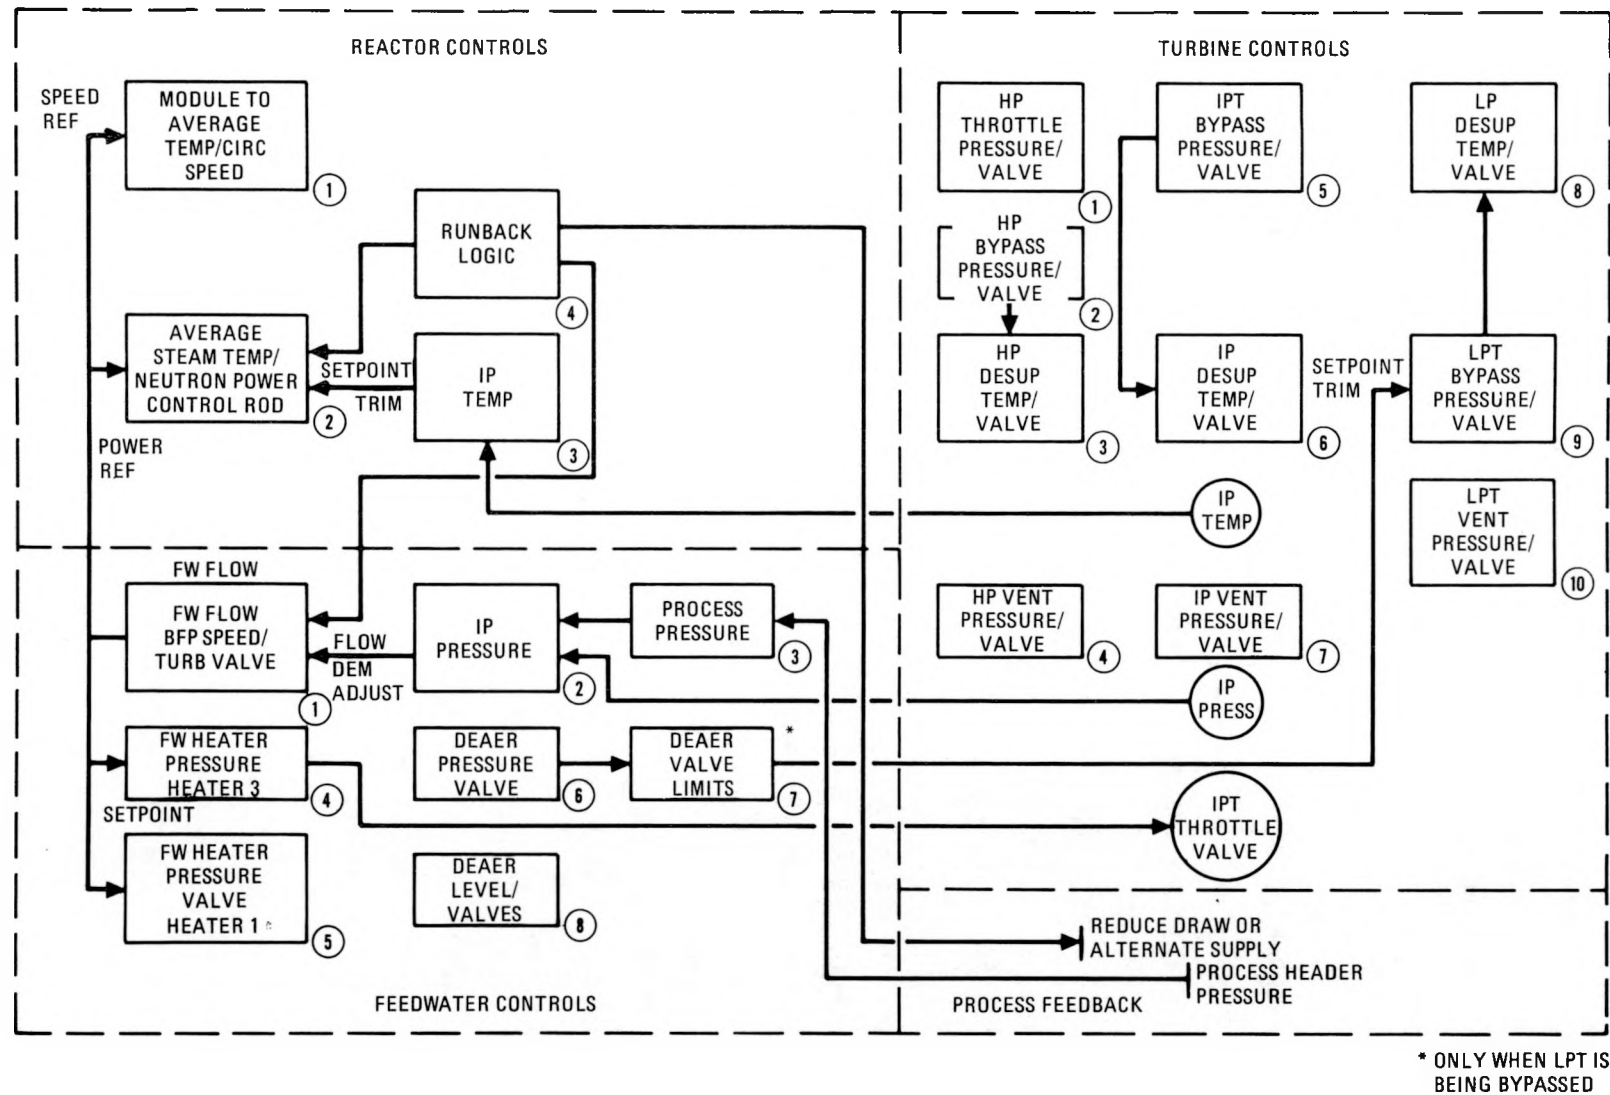 REACTOR CONTROLS
SPEED
REF
MODULE TO
AVERAGE
TEMP/CIRC
SPEED
1
RUNBACK
LOGIC
4
AVERAGE
STEAM TEMP/
NEUTRON POWER
CONTROL ROD
2
SETPOINT
TRIM
IP
TEMP
3
POWER
REF
TURBINE CONTROLS
HP
THROTTLE
PRESSURE/
VALVE
1
HP
BYPASS
PRESSURE/
VALVE
2
HP
DESUP
TEMP/
VALVE
3
IPT
BYPASS
PRESSURE/
VALVE
5
IP
DESUP
TEMP/
VALVE
6
LP
DESUP
TEMP/
VALVE
8
SETPOINT
TRIM
LPT
BYPASS
PRESSURE/
VALVE
9
IP
TEMP
LPT
VENT
PRESSURE/
VALVE
10
HP VENT
PRESSURE/
VALVE
4
IP VENT
PRESSURE/
VALVE
7
IP
PRESS
IPT
THROTTLE
VALVE
FW FLOW
FW FLOW
BFP SPEED/
TURB VALVE
1
FLOW
DEM
ADJUST
IP
PRESSURE
2
PROCESS
PRESSURE
3
FW HEATER
PRESSURE
HEATER 3
4
DEAER
PRESSURE
VALVE
6
DEAER
VALVE
LIMITS
*
7
SETPOINT
FW HEATER
PRESSURE
VALVE
HEATER 1
5
DEAER
LEVEL/
VALVES
8
FEEDWATER CONTROLS
REDUCE DRAW OR
ALTERNATE SUPPLY
PROCESS HEADER
PRESSURE
PROCESS FEEDBACK
* ONLY WHEN LPT IS
BEING BYPASSED